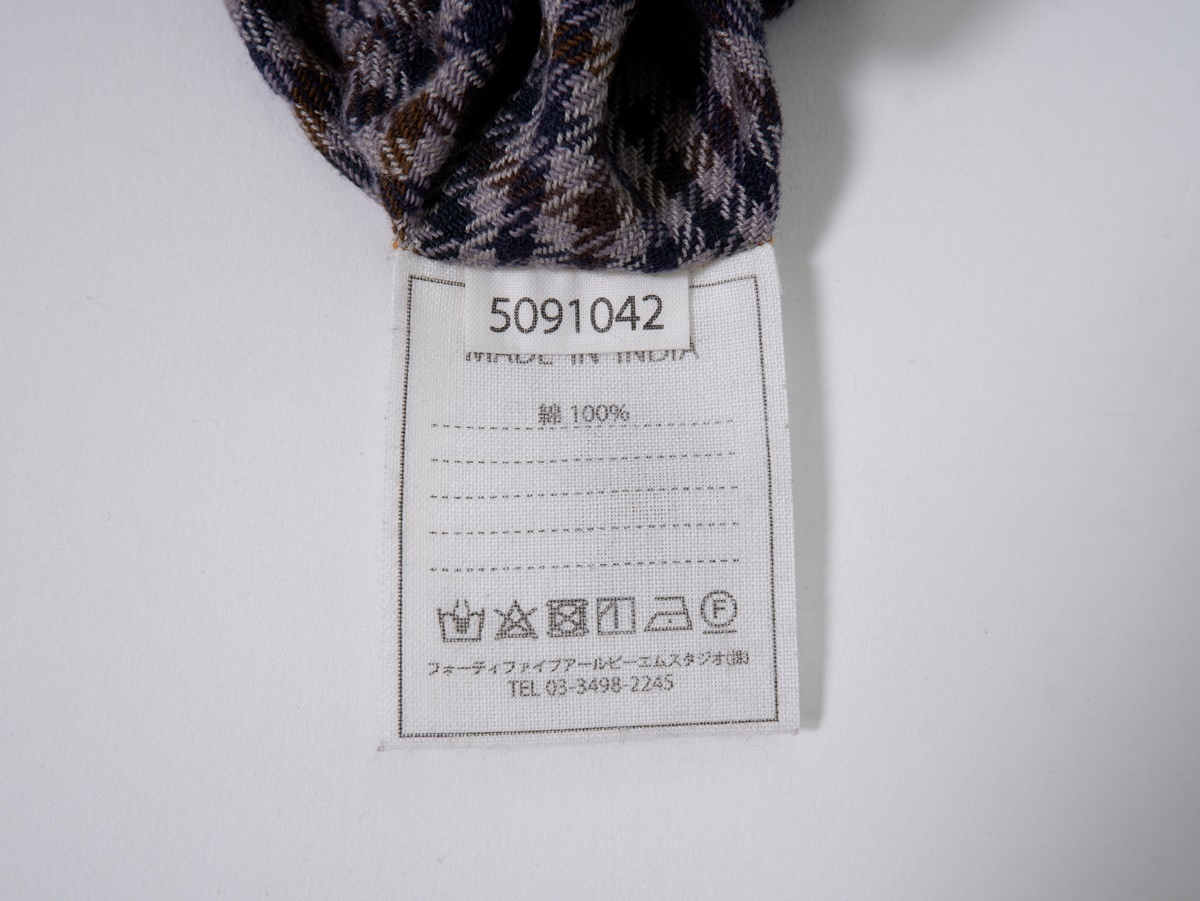 5091042
MADE IN INDIA
綿 100%
F
フォーティファイブアールピーエムスタジオ(株)
TEL 03-3498-2245